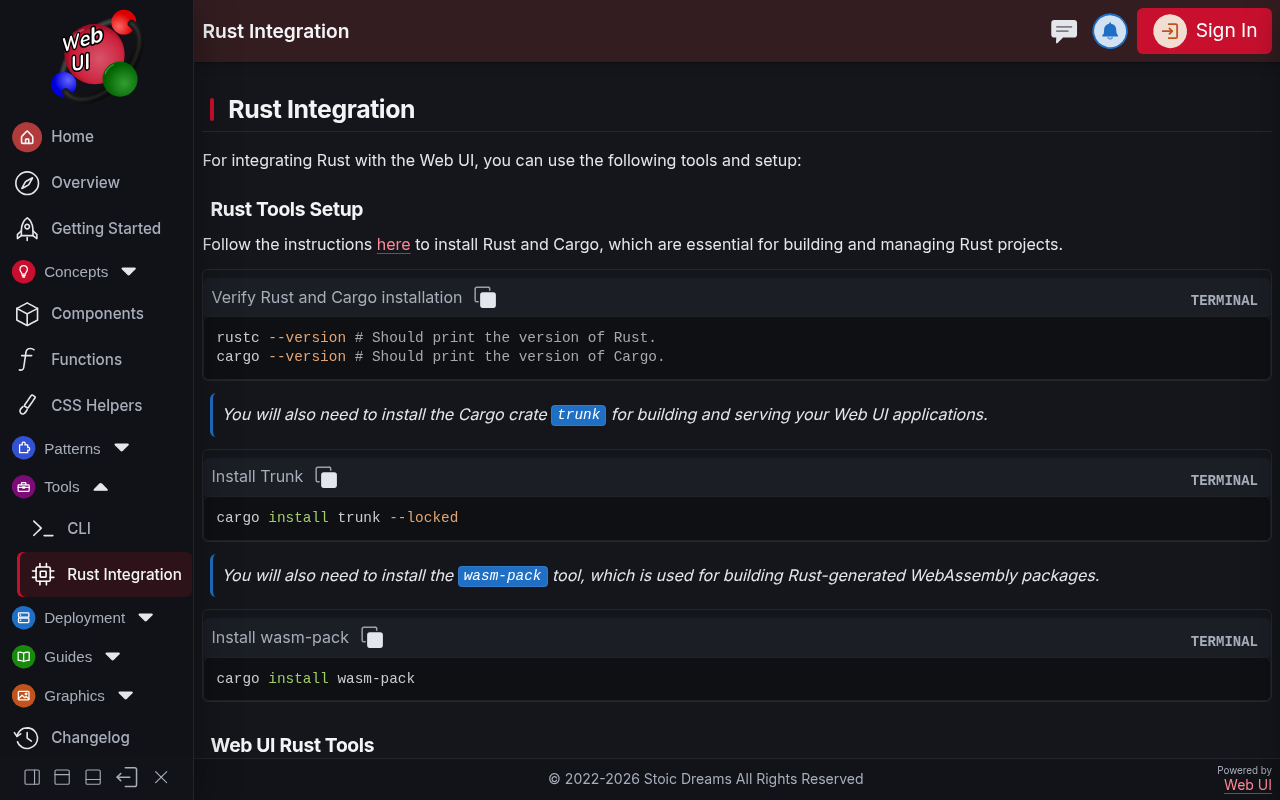 Web
UI
Home
Overview
Getting Started
Concepts
Components
Functions
CSS Helpers
Patterns
Tools
CLI
Rust Integration
Deployment
Guides
Graphics
Changelog
Rust Integration
Sign In
Rust Integration
For integrating Rust with the Web UI, you can use the following tools and setup:
Rust Tools Setup
Follow the instructions here to install Rust and Cargo, which are essential for building and managing Rust projects.
Verify Rust and Cargo installation
TERMINAL
rustc --version # Should print the version of Rust.
cargo --version # Should print the version of Cargo.
You will also need to install the Cargo crate trunk for building and serving your Web UI applications.
Install Trunk
TERMINAL
cargo install trunk --locked
You will also need to install the wasm-pack tool, which is used for building Rust-generated WebAssembly packages.
Install wasm-pack
TERMINAL
cargo install wasm-pack
Web UI Rust Tools
© 2022-2026 Stoic Dreams All Rights Reserved
Powered by
Web UI